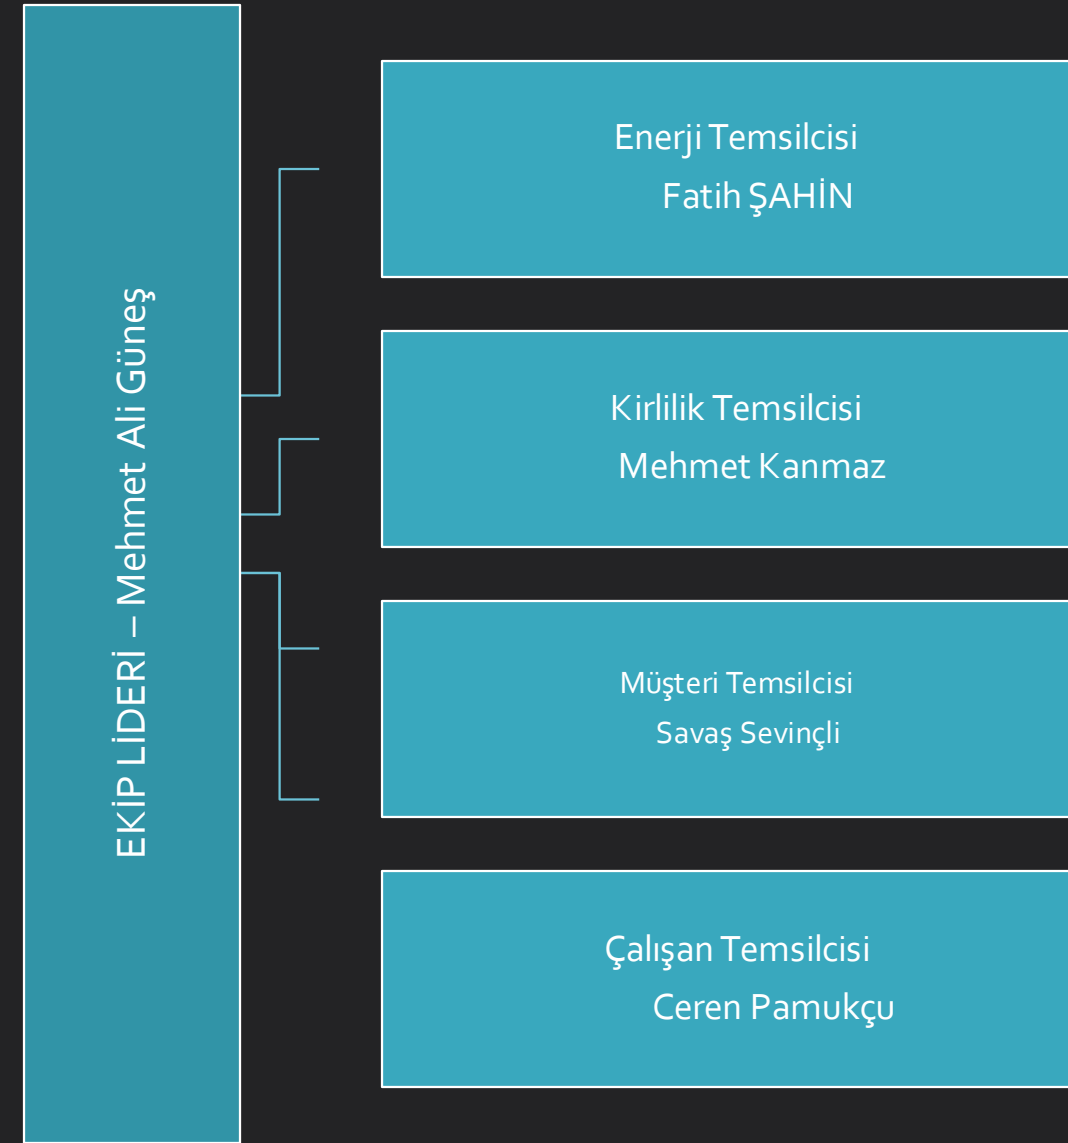 EKİP LİDERİ – Mehmet Ali Güneş
Enerji Temsilcisi
Fatih ŞAHİN
Kirlilik Temsilcisi
Mehmet Kanmaz
Müşteri Temsilcisi
Savaş Sevinçli
Çalışan Temsilcisi
Ceren Pamukçu